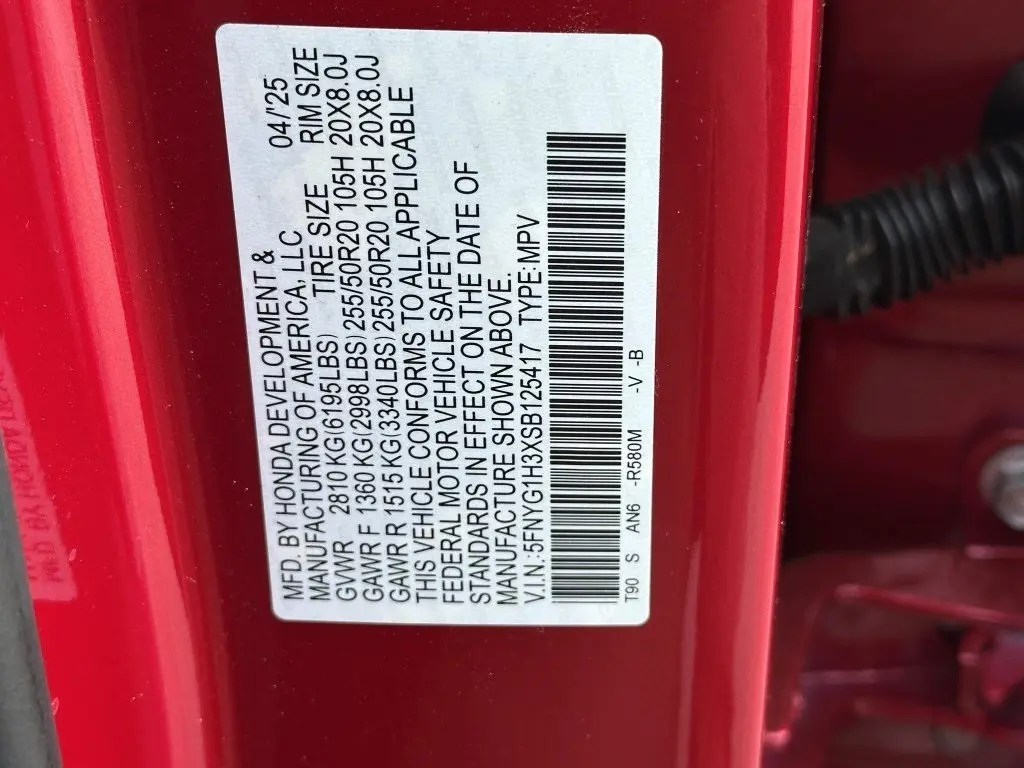 MFD. BY HONDA DEVELOPMENT &
MANUFACTURING OF AMERICA, LLC 04/'25
GVWR 2810 KG(6195LBS) TIRE SIZE RIM SIZE
GAWR F 1360 KG(2998LBS) 255/50R20 105H 20X8.0J
GAWR R 1515 KG(3340LBS) 255/50R20 105H 20X8.0J
THIS VEHICLE CONFORMS TO ALL APPLICABLE
FEDERAL MOTOR VEHICLE SAFETY
STANDARDS IN EFFECT ON THE DATE OF
MANUFACTURE SHOWN ABOVE.
V.I.N.:5FNYG1H3XSB125417 TYPE:MPV
T90 S AN6 -R580M -V -B